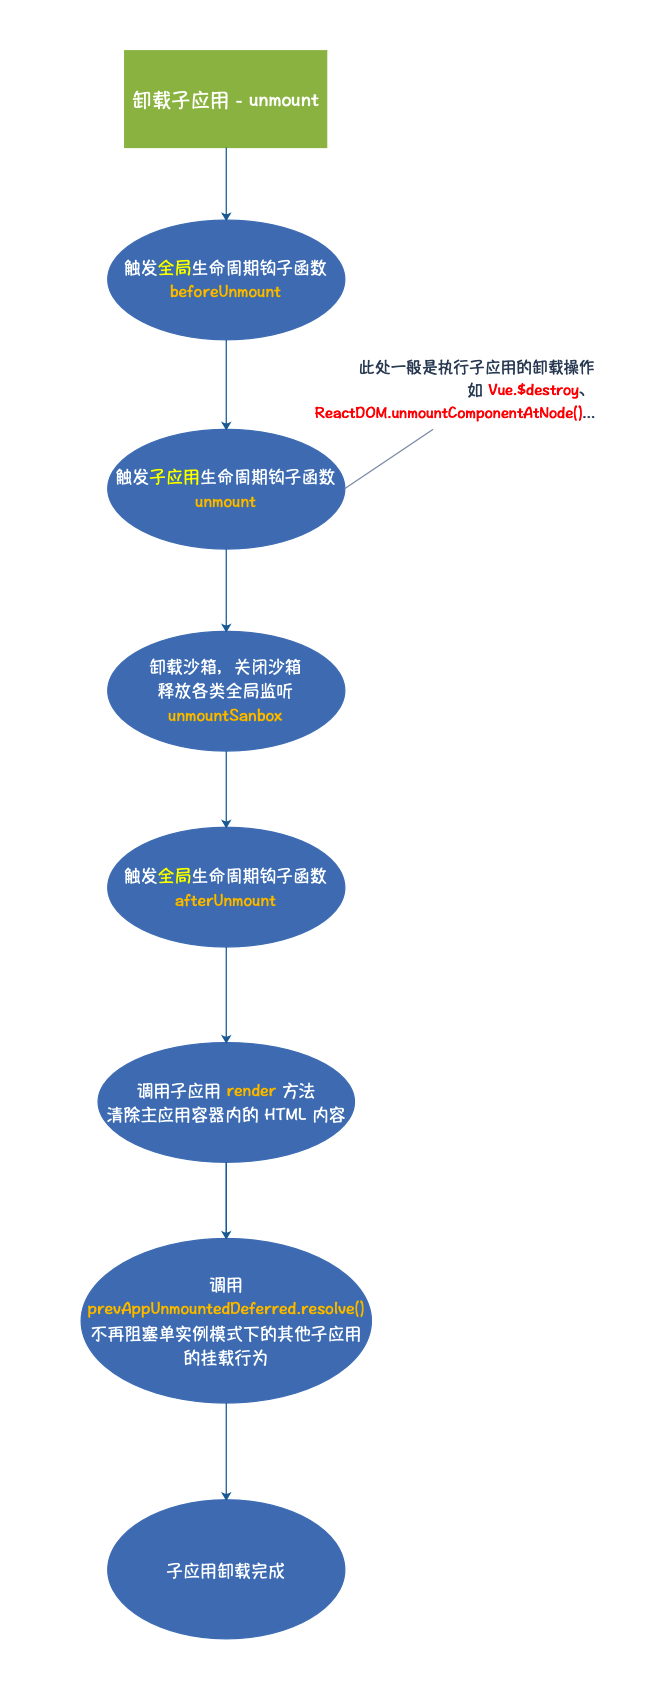 卸载子应用 - unmount
触发全局生命周期钩子函数
beforeUnmount
此处一般是执行子应用的卸载操作
如 Vue.$destroy、
ReactDOM.unmountComponentAtNode()...
触发子应用生命周期钩子函数
unmount
卸载沙箱，关闭沙箱
释放各类全局监听
unmountSanbox
触发全局生命周期钩子函数
afterUnmount
调用子应用 render 方法
清除主应用容器内的 HTML 内容
调用
prevAppUnmountedDeferred.resolve()
不再阻塞单实例模式下的其他子应用
的挂载行为
子应用卸载完成